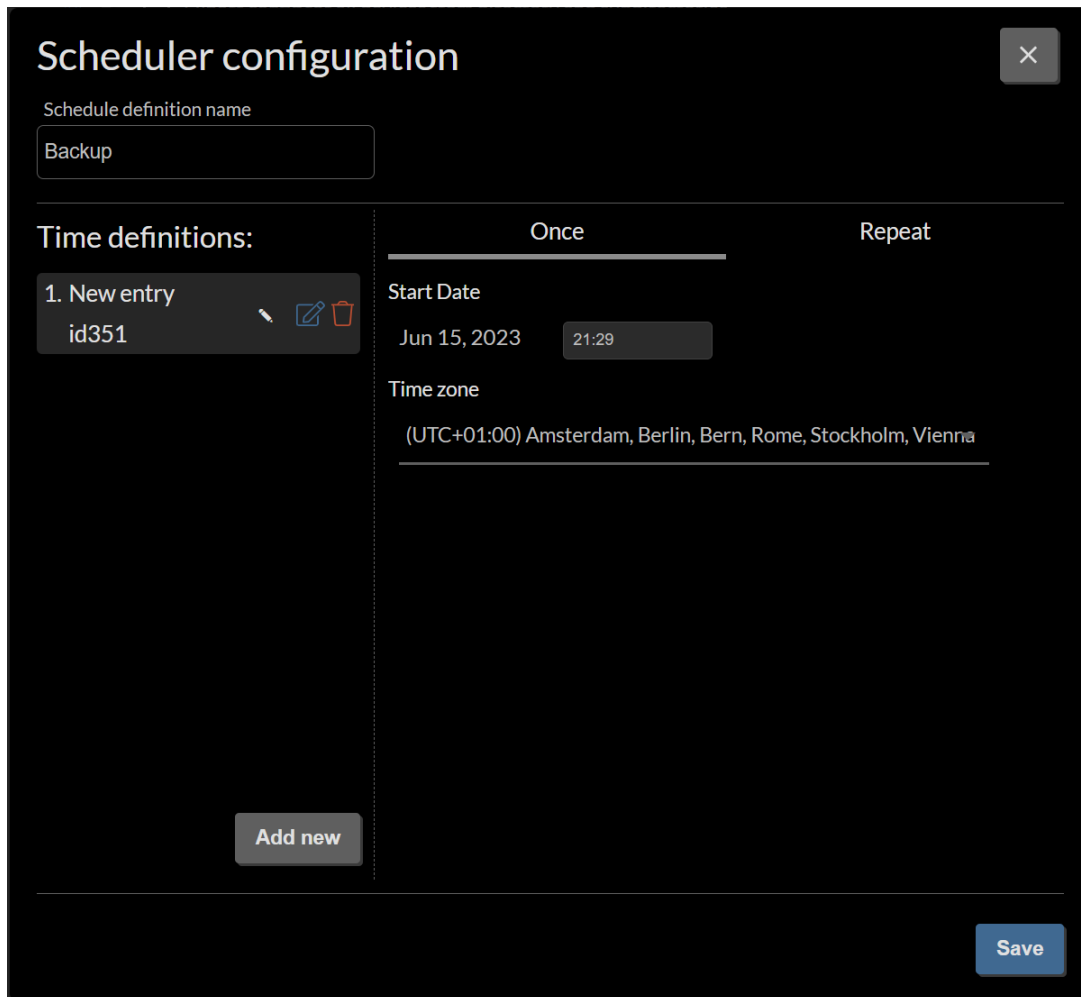 Scheduler configuration
Schedule definition name
Backup
Time definitions:
1. New entry
id351
Add new
Once
Repeat
Start Date
Jun 15, 2023
21:29
Time zone
(UTC+01:00) Amsterdam, Berlin, Bern, Rome, Stockholm, Vienna
Save